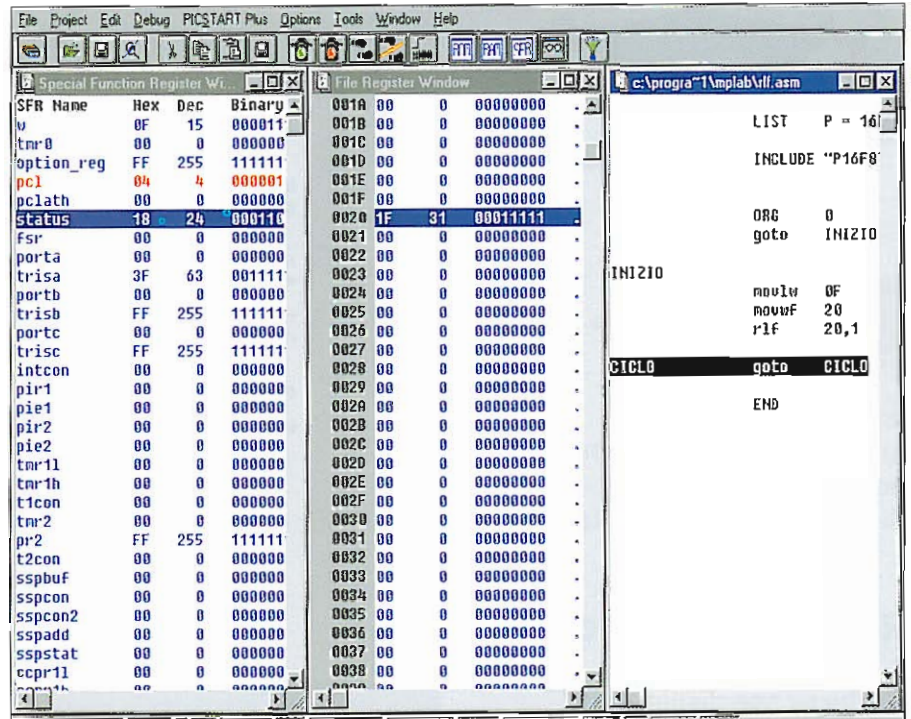 File Project Edit Debug PICSTART Plus Options Tools Window Help
Special Function Register Wi...
SFR Name Hex Dec Binary
w 0F 15 000011
tmr0 00 0 000000
option_reg FF 255 111111
pcl 04 4 000001
pclath 00 0 000000
status 18 24 000110
fsr 00 0 000000
porta 00 0 000000
trisa 3F 63 001111
portb 00 0 000000
trisb FF 255 111111
portc 00 0 000000
trisc FF 255 111111
intcon 00 0 000000
pir1 00 0 000000
pie1 00 0 000000
pir2 00 0 000000
pie2 00 0 000000
tmr1l 00 0 000000
tmr1h 00 0 000000
t1con 00 0 000000
tmr2 00 0 000000
pr2 FF 255 111111
t2con 00 0 000000
sspbuf 00 0 000000
sspcon 00 0 000000
sspcon2 00 0 000000
sspadd 00 0 000000
sspstat 00 0 000000
ccpr1l 00 0 000000
File Register Window
001A 00 0 00000000 .
001B 00 0 00000000 .
001C 00 0 00000000 .
001D 00 0 00000000 .
001E 00 0 00000000 .
001F 00 0 00000000 .
0020 1F 31 00011111 .
0021 00 0 00000000 .
0022 00 0 00000000 .
0023 00 0 00000000 .
0024 00 0 00000000 .
0025 00 0 00000000 .
0026 00 0 00000000 .
0027 00 0 00000000 .
0028 00 0 00000000 .
0029 00 0 00000000 .
002A 00 0 00000000 .
002B 00 0 00000000 .
002C 00 0 00000000 .
002D 00 0 00000000 .
002E 00 0 00000000 .
002F 00 0 00000000 .
0030 00 0 00000000 .
0031 00 0 00000000 .
0032 00 0 00000000 .
0033 00 0 00000000 .
0034 00 0 00000000 .
0035 00 0 00000000 .
0036 00 0 00000000 .
0037 00 0 00000000 .
0038 00 0 00000000 .
c:\progra~1\mplab\rlf.asm
LIST P = 16
INCLUDE "P16F8
ORG 0
goto INIZIO
INIZIO
movlw 0F
movwf 20
rlf 20,1
CICLO goto CICLO
END